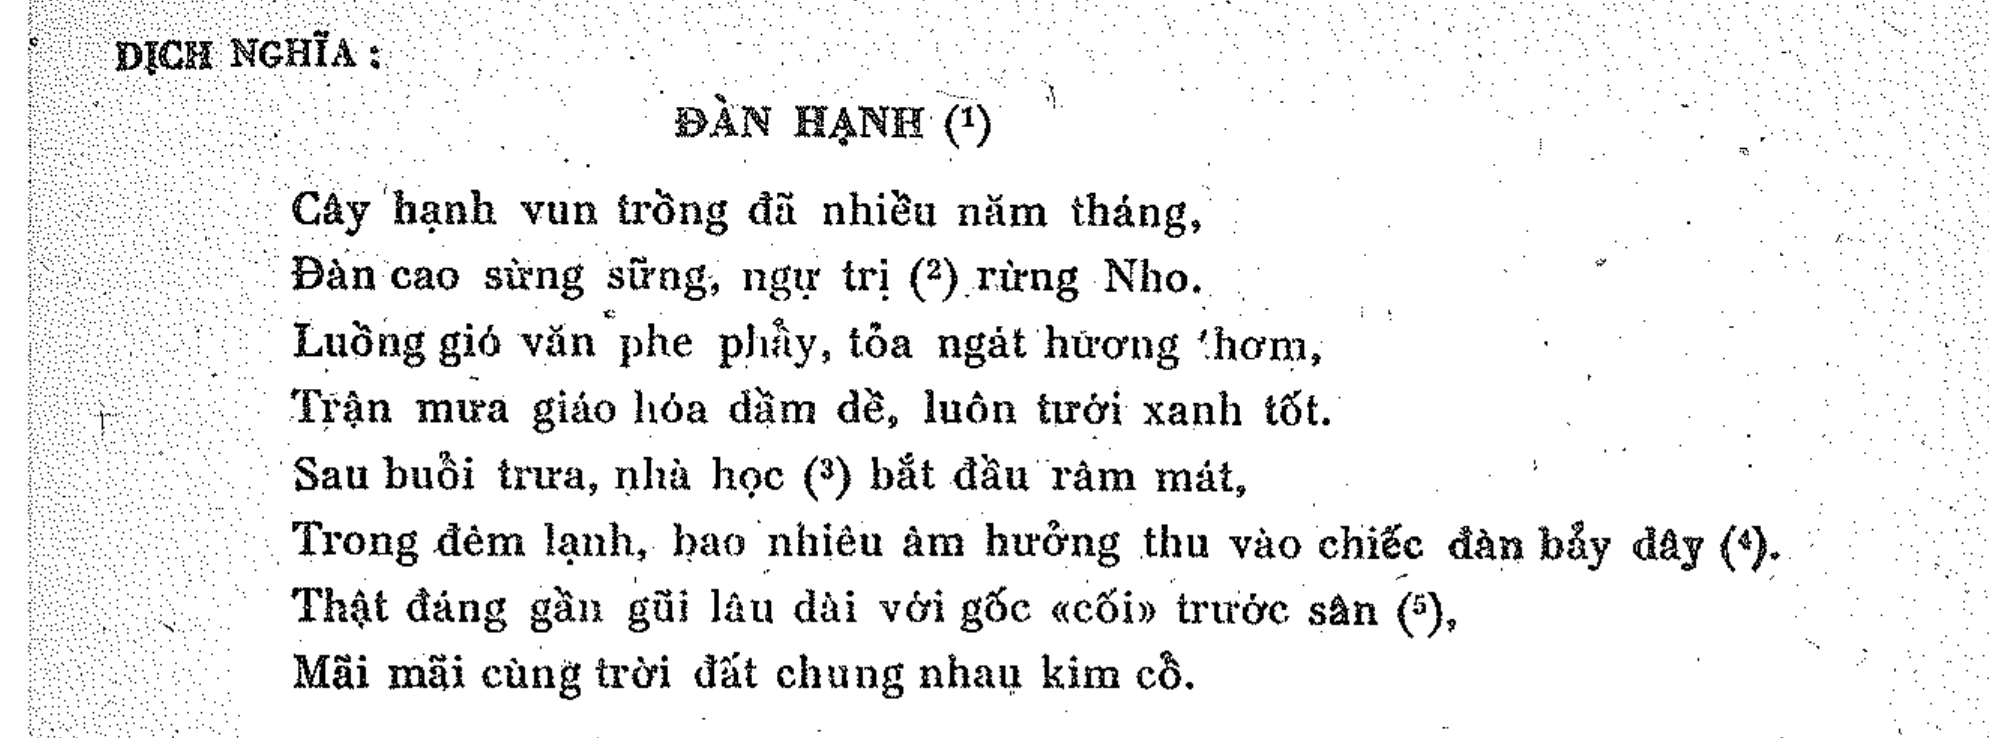 DỊCH NGHĨA :
ĐÀN HẠNH (¹)
Cây hạnh vun trồng đã nhiều năm tháng,
Đàn cao sừng sững, ngự trị (²) rừng Nho.
Luồng gió văn phe phẩy, tỏa ngát hương thơm,
Trận mưa giáo hóa dầm dề, luôn tưới xanh tốt.
Sau buổi trưa, nhà học (³) bắt đầu râm mát,
Trong đêm lạnh, bao nhiêu âm hưởng thu vào chiếc đàn bảy dây (⁴).
Thật đáng gần gũi lâu dài với gốc «cối» trước sân (⁵),
Mãi mãi cùng trời đất chung nhau kim cổ.